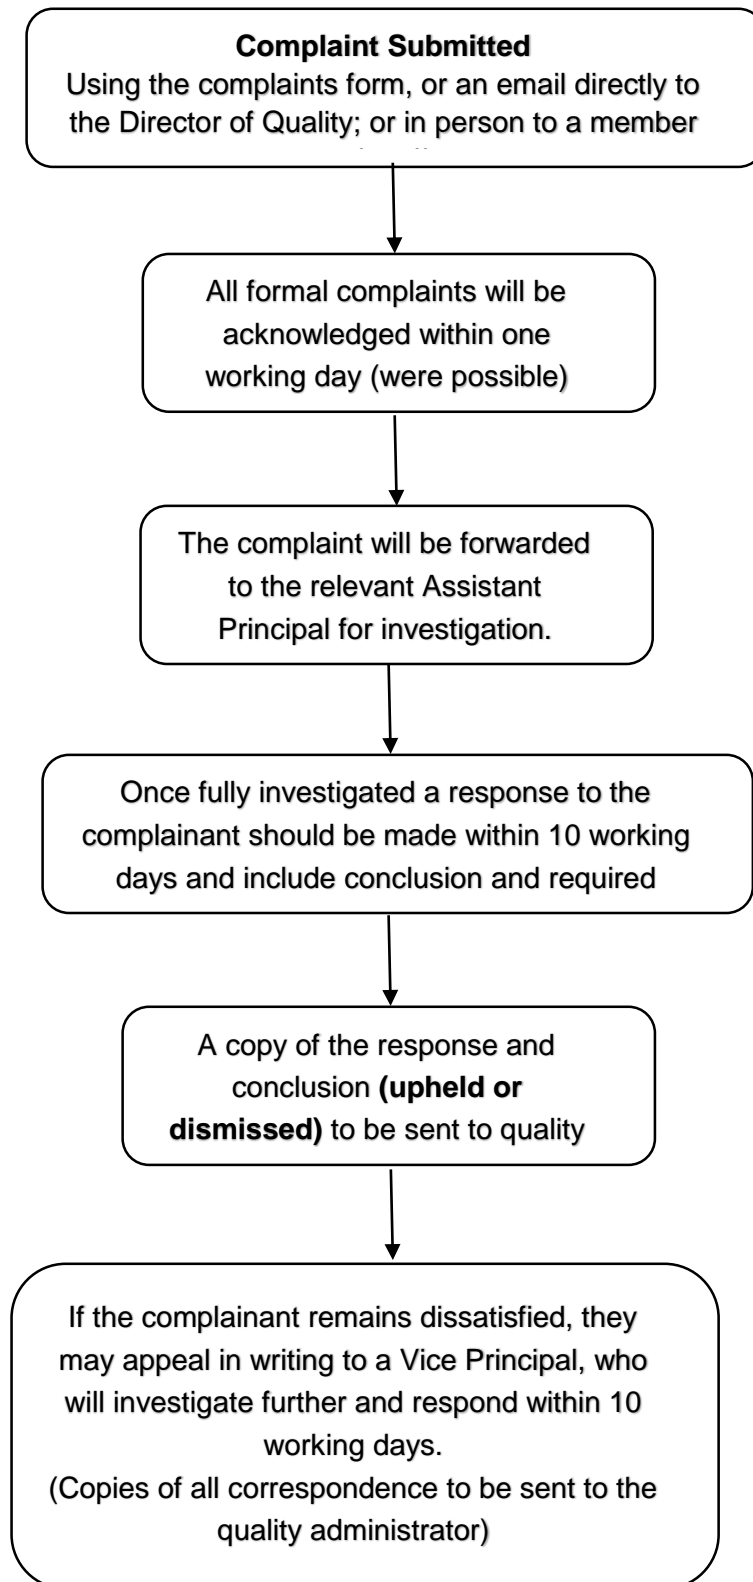 Complaint Submitted
Using the complaints form, or an email directly to
the Director of Quality; or in person to a member
All formal complaints will be
acknowledged within one
working day (were possible)
The complaint will be forwarded
to the relevant Assistant
Principal for investigation.
Once fully investigated a response to the
complainant should be made within 10 working
days and include conclusion and required
A copy of the response and
conclusion (upheld or
dismissed) to be sent to quality
If the complainant remains dissatisfied, they
may appeal in writing to a Vice Principal, who
will investigate further and respond within 10
working days.
(Copies of all correspondence to be sent to the
quality administrator)